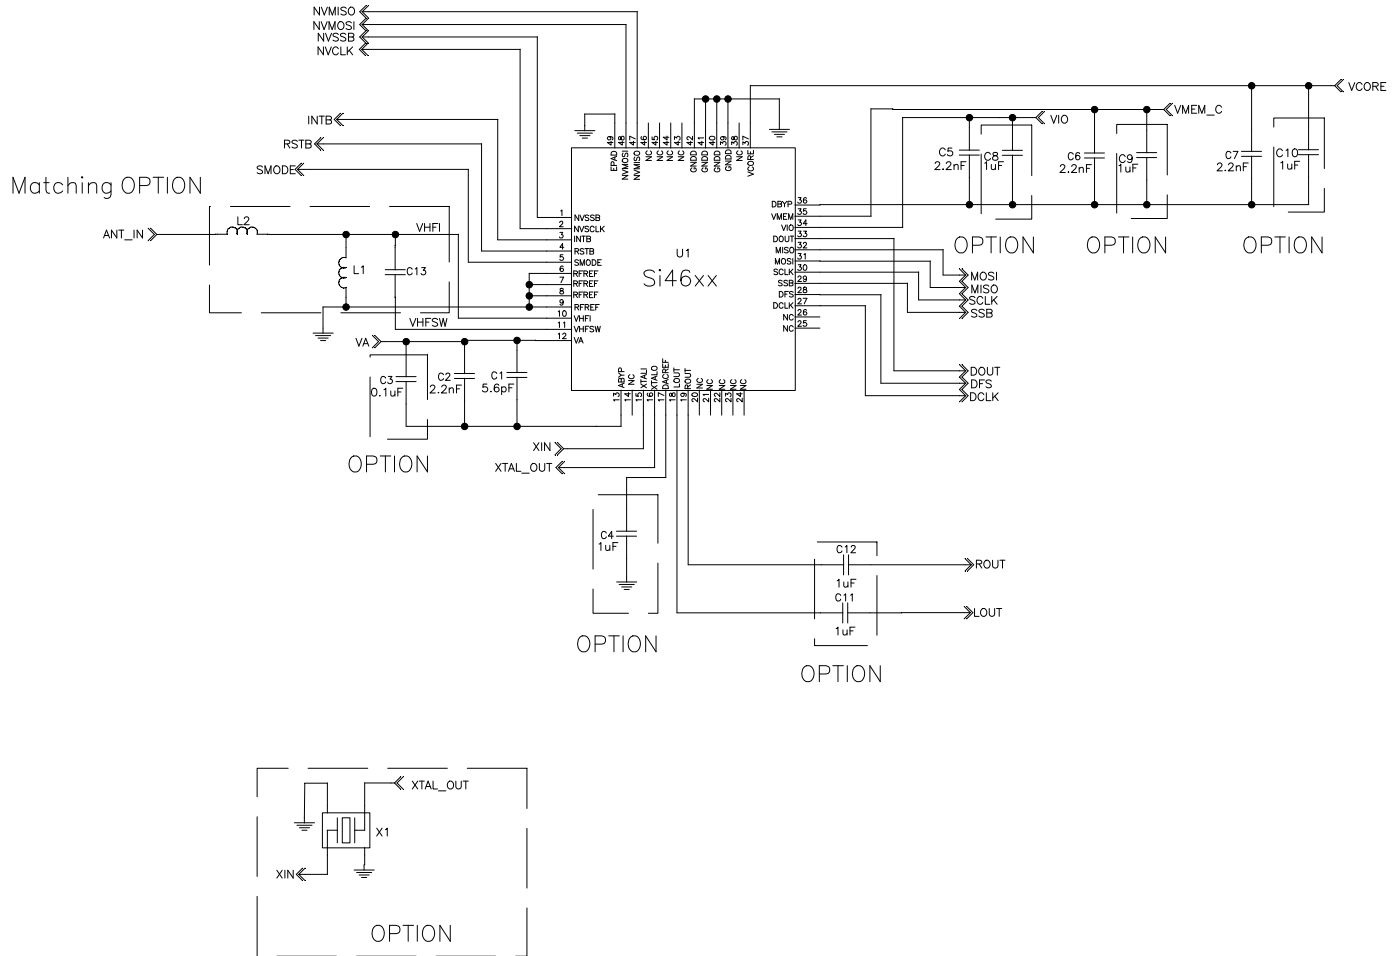 NVMISO
NVMOSI
NVSSB
NVCLK
INTB
RSTB
SMODE
Matching OPTION
ANT_IN
L2
VHFI
L1
C13
VHFSW
VA
C3
0.1uF
C2
2.2nF
C1
5.6pF
OPTION
49
48
47
46
45
44
43
42
41
40
39
38
37
EPAD
NVMOSI
NVMISO
NC
NC
NC
NC
GNDD
GNDD
GNDD
GNDD
NC
VCORE
1 NVSSB
2 NVSCLK
3 INTB
4 RSTB
5 SMODE
6 RFREF
7 RFREF
8 RFREF
9 RFREF
10 VHFI
11 VHFSW
12 VA
U1
Si46xx
DBYP 36
VMEM 35
VIO 34
DOUT 33
MISO 32
MOSI 31
SCLK 30
SSB 29
DFS 28
DCLK 27
NC 26
NC 25
ABYP
NC
XTALI
XTALO
DACREF
LOUT
ROUT
NC
NC
NC
NC
NC
13
14
15
16
17
18
19
20
21
22
23
24
VCORE
VMEM_C
VIO
C5
2.2nF
C8
1uF
C6
2.2nF
C9
1uF
C7
2.2nF
C10
1uF
OPTION
OPTION
OPTION
MOSI
MISO
SCLK
SSB
DOUT
DFS
DCLK
XIN
XTAL_OUT
C4
1uF
OPTION
C12
1uF
ROUT
C11
1uF
LOUT
OPTION
XTAL_OUT
X1
XIN
OPTION